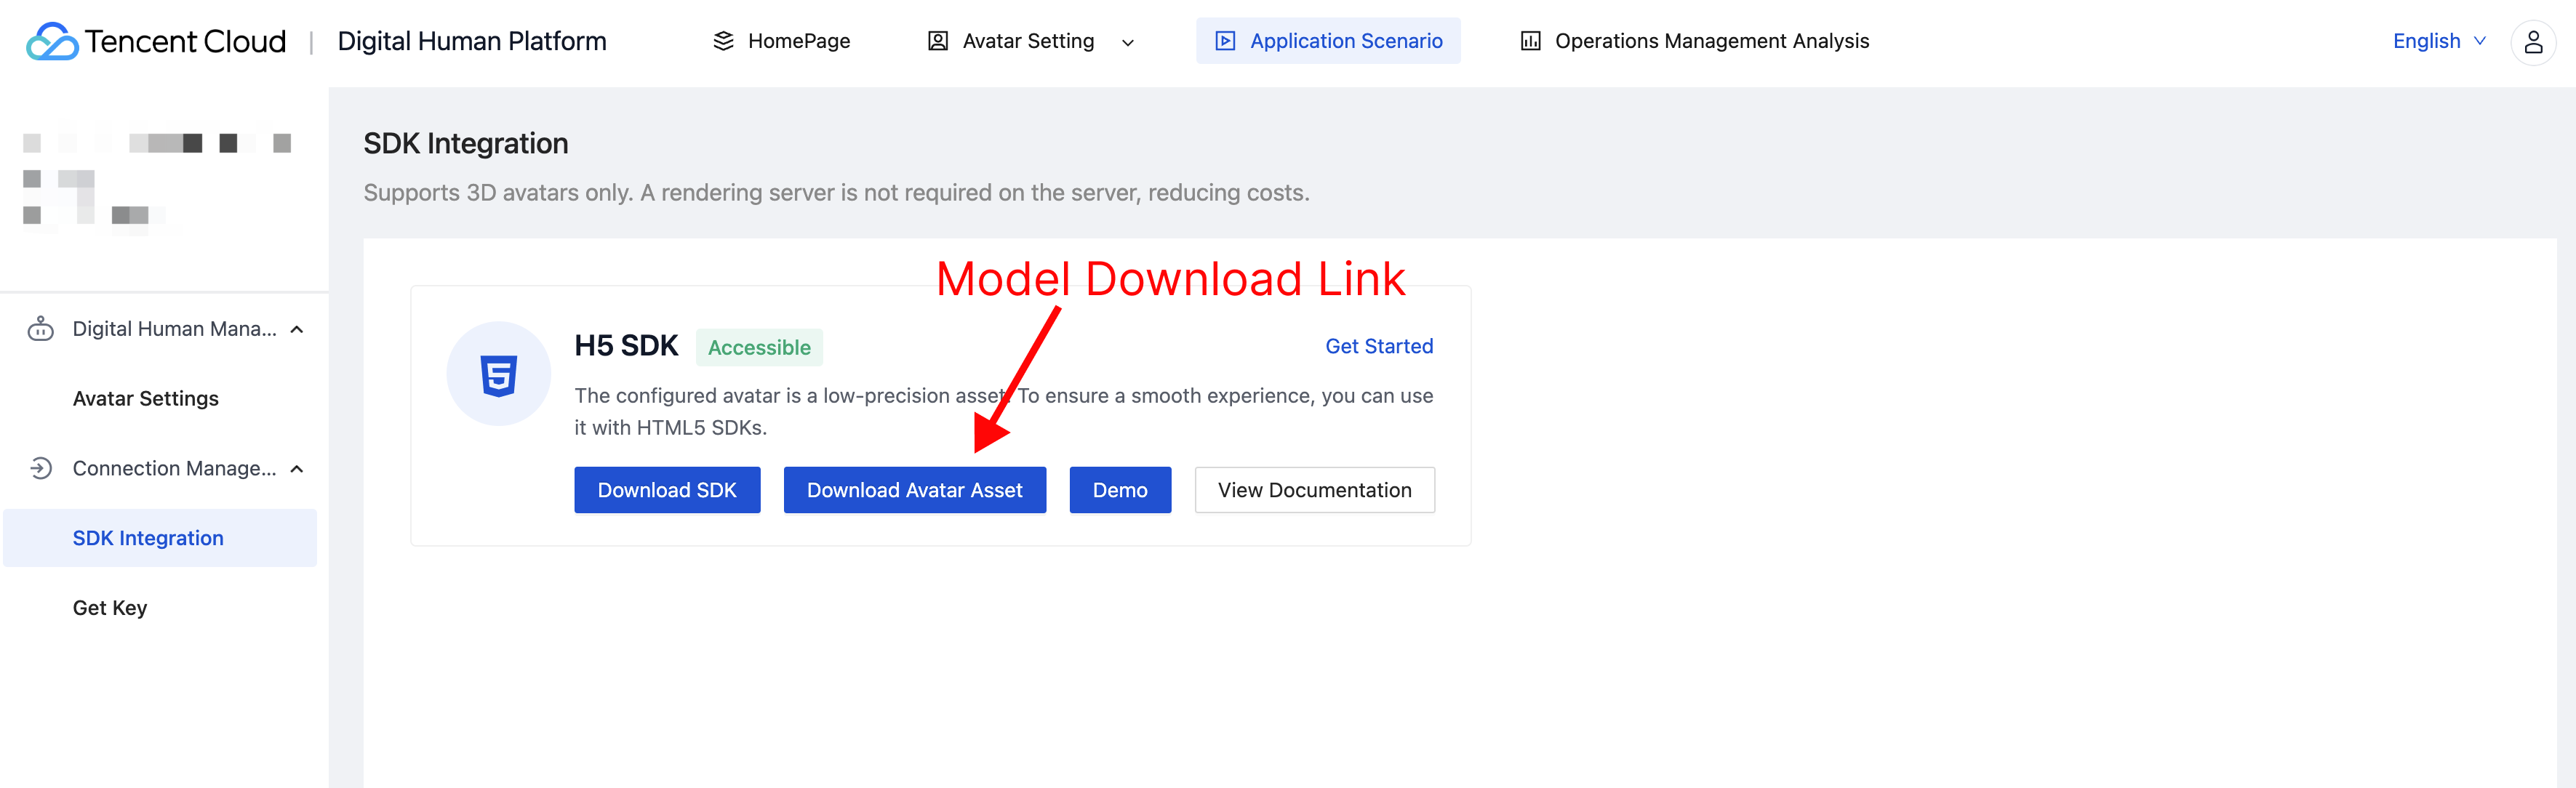 Tencent Cloud | Digital Human Platform HomePage Avatar Setting Application Scenario Operations Management Analysis English
SDK Integration
Supports 3D avatars only. A rendering server is not required on the server, reducing costs.
Model Download Link
Digital Human Mana...
Avatar Settings
Connection Manage...
SDK Integration
Get Key
H5 SDK Accessible Get Started
The configured avatar is a low-precision asset. To ensure a smooth experience, you can use
it with HTML5 SDKs.
Download SDK Download Avatar Asset Demo View Documentation